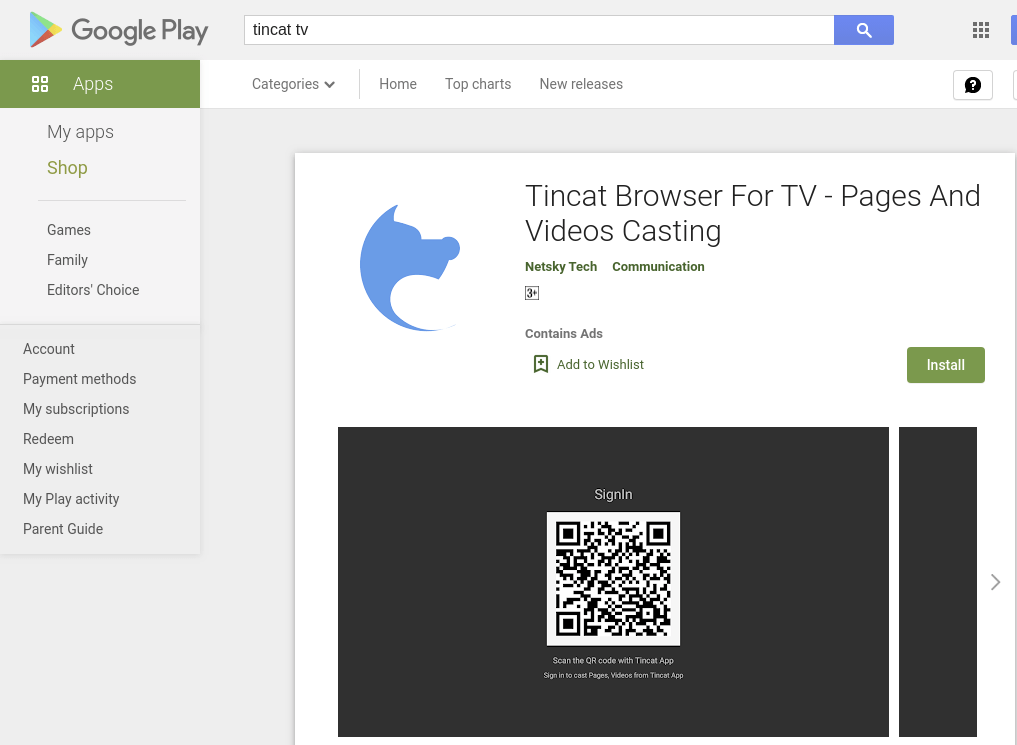 Google Play
tincat tv
Apps
Categories
Home
Top charts
New releases
?
My apps
Shop
Games
Family
Editors' Choice
Account
Payment methods
My subscriptions
Redeem
My wishlist
My Play activity
Parent Guide
Tincat Browser For TV - Pages And
Videos Casting
Netsky Tech
Communication
3+
Contains Ads
Add to Wishlist
Install
SignIn
Scan the QR code with Tincat App
Sign in to cast Pages, Videos from Tincat App